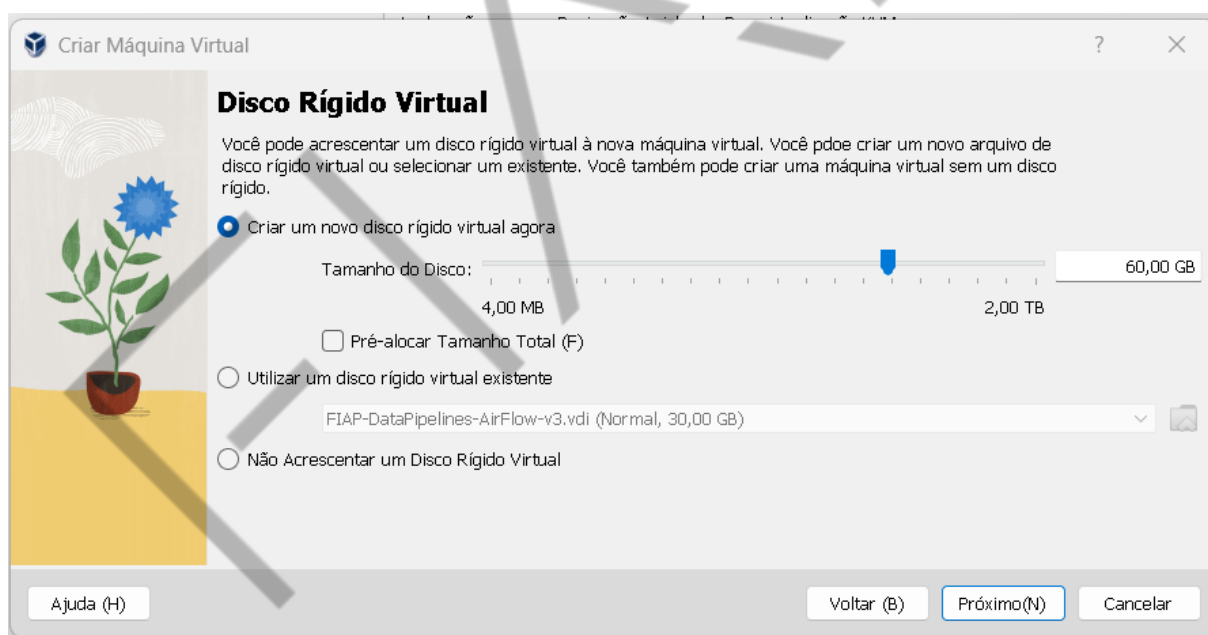 Criar Máquina Virtual
?
Disco Rígido Virtual
Você pode acrescentar um disco rígido virtual à nova máquina virtual. Você pdoe criar um novo arquivo de
disco rígido virtual ou selecionar um existente. Você também pode criar uma máquina virtual sem um disco
rígido.
Criar um novo disco rígido virtual agora
Tamanho do Disco:
60,00 GB
4,00 MB
2,00 TB
Pré-alocar Tamanho Total (F)
Utilizar um disco rígido virtual existente
FIAP-DataPipelines-AirFlow-v3.vdi (Normal, 30,00 GB)
Não Acrescentar um Disco Rígido Virtual
Ajuda (H)
Voltar (B)
Próximo(N)
Cancelar